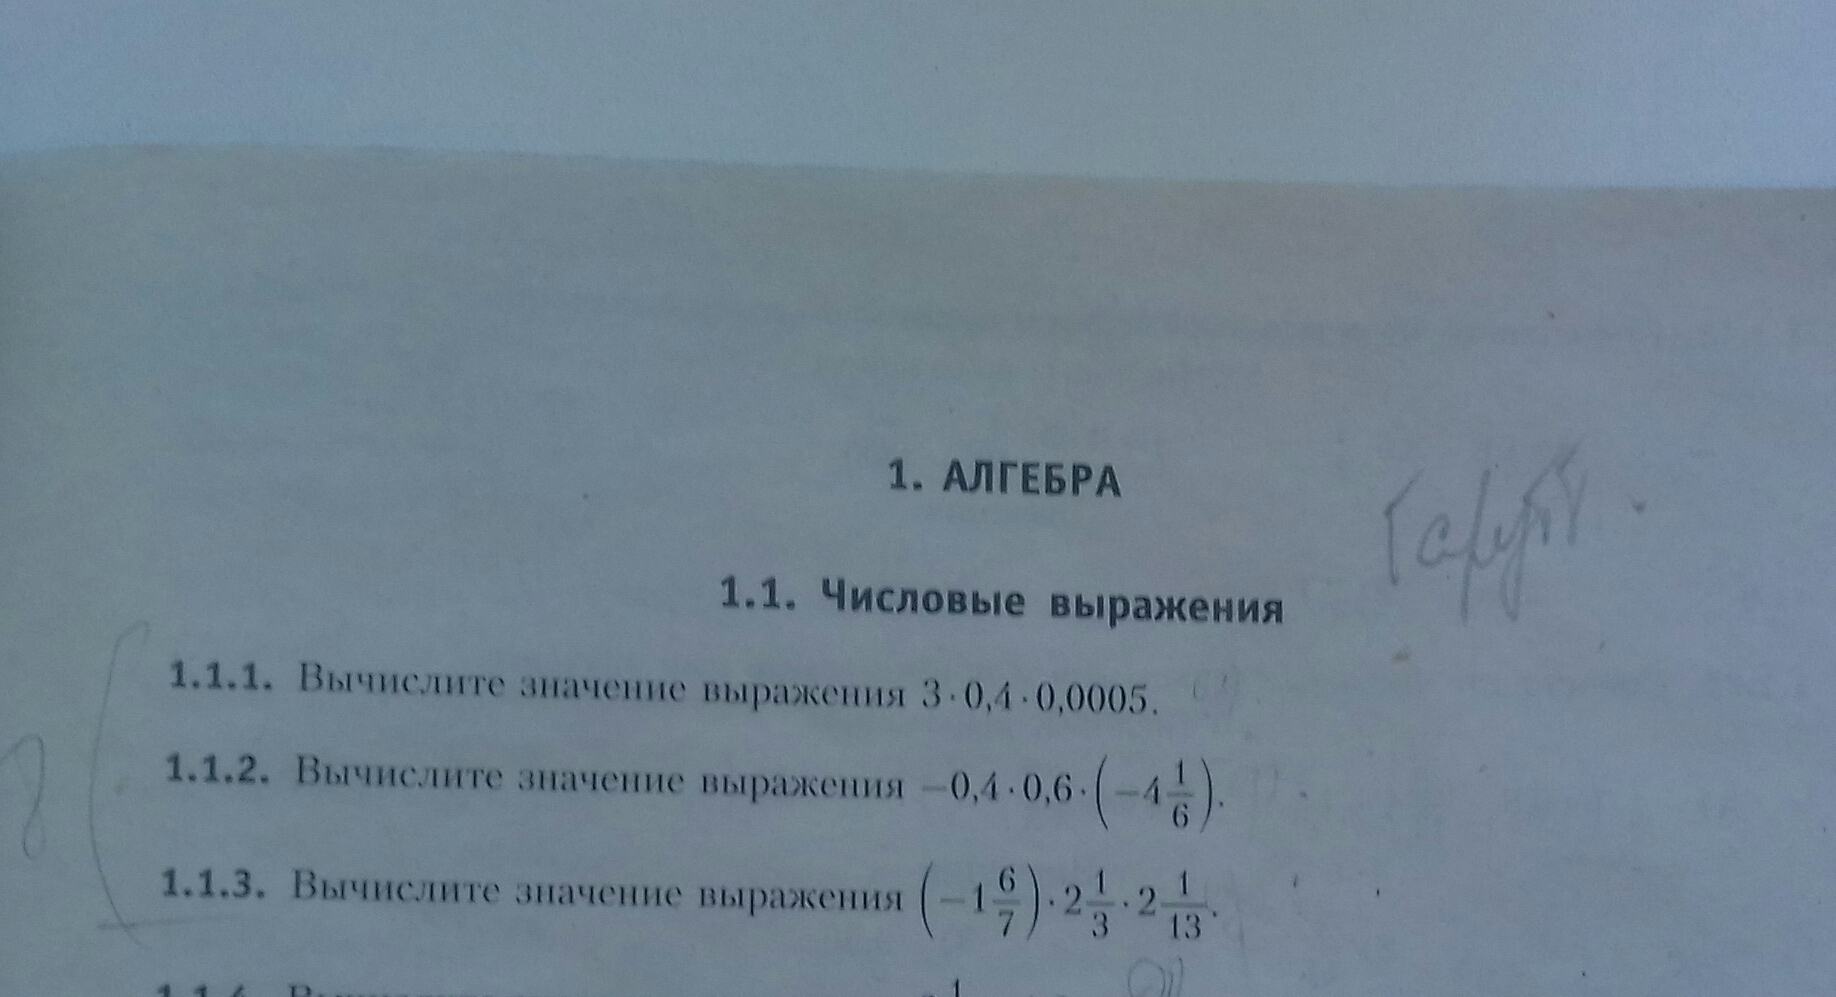 1. АЛГЕБРА
1.1. Числовые выражения
1.1.1. Вычислите значение выражения 3 · 0,4 · 0,0005.
1.1.2. Вычислите значение выражения −0,4 · 0,6 · (−4 1/6).
1.1.3. Вычислите значение выражения (−1 6/7) · 2 1/3 · 2 1/13.